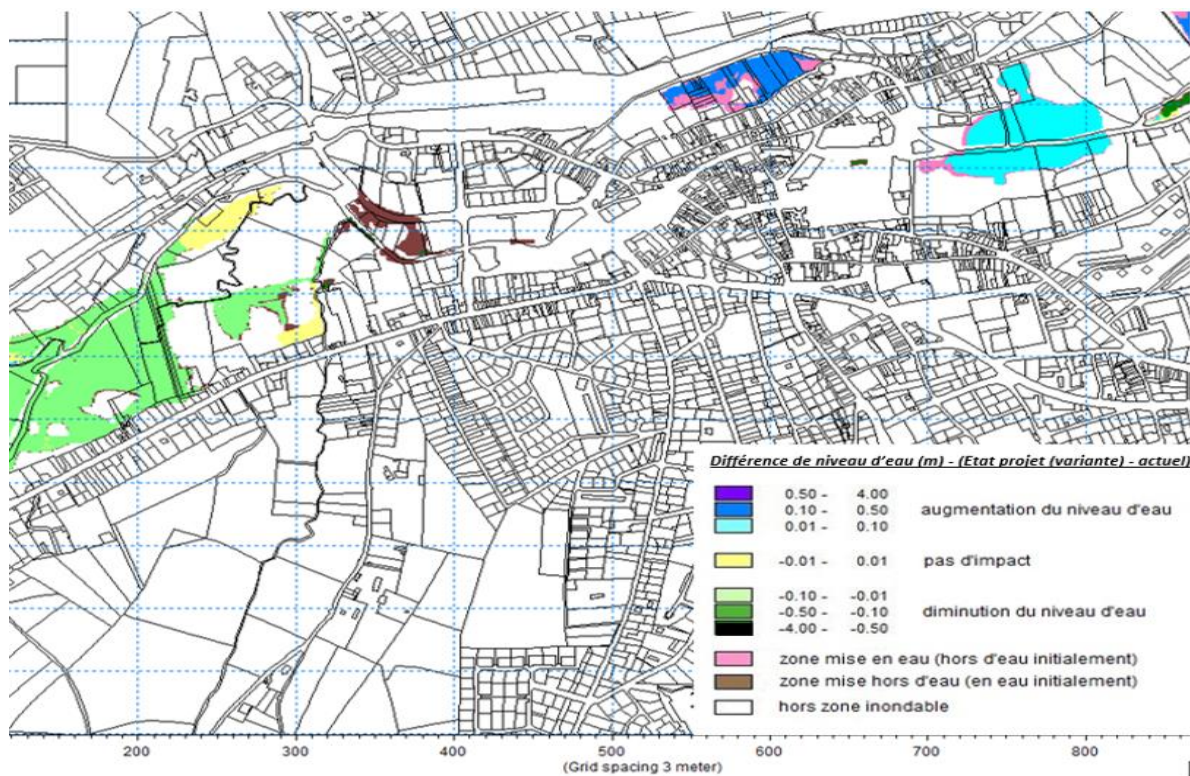 Différence de niveau d'eau (m) - (Etat projet (variante) - actuel)
0.50 - 4.00
0.10 - 0.50 augmentation du niveau d'eau
0.01 - 0.10
-0.01 - 0.01 pas d'impact
-0.10 - -0.01
-0.50 - -0.10 diminution du niveau d'eau
-4.00 - -0.50
zone mise en eau (hors d'eau initialement)
zone mise hors d'eau (en eau initialement)
hors zone inondable
200 300 400 500 600 700 800
(Grid spacing 3 meter)